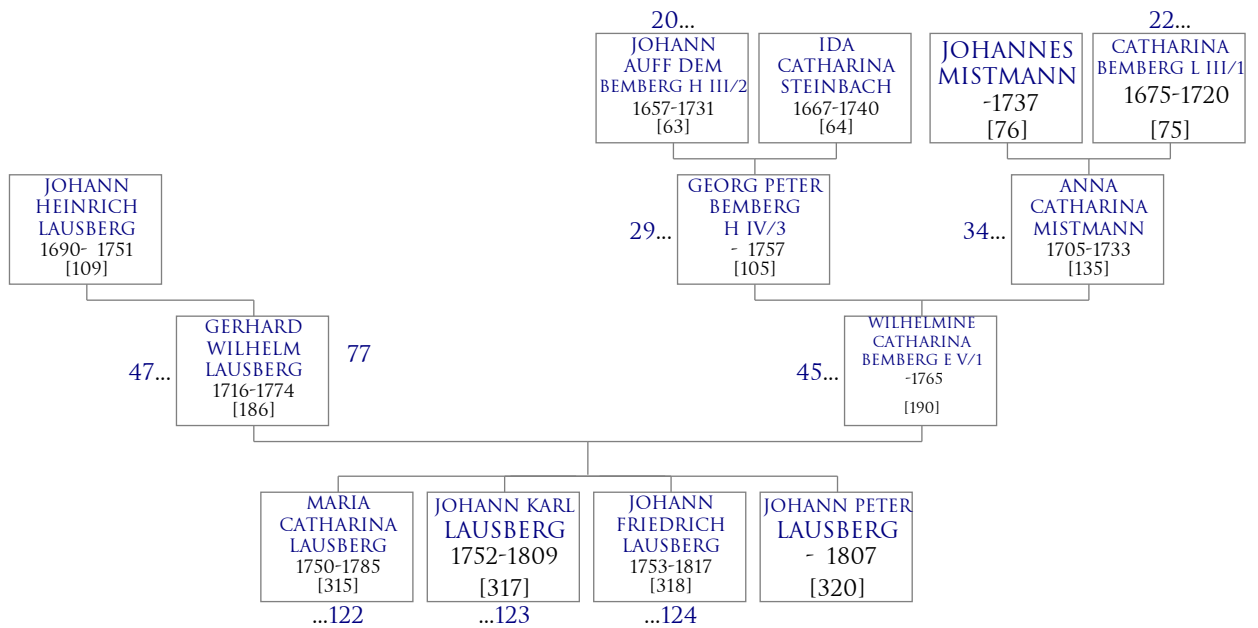 20...
22...
JOHANN
AUFF DEM
BEMBERG H III/2
1657-1731
[63]
IDA
CATHARINA
STEINBACH
1667-1740
[64]
JOHANNES
MISTMANN
-1737
[76]
CATHARINA
BEMBERG L III/1
1675-1720
[75]
JOHANN
HEINRICH
LAUSBERG
1690- 1751
[109]
29...
GEORG PETER
BEMBERG
H IV/3
- 1757
[105]
34...
ANNA
CATHARINA
MISTMANN
1705-1733
[135]
47...
GERHARD
WILHELM
LAUSBERG
1716-1774
[186]
77
45...
WILHELMINE
CATHARINA
BEMBERG E V/1
-1765
[190]
MARIA
CATHARINA
LAUSBERG
1750-1785
[315]
JOHANN KARL
LAUSBERG
1752-1809
[317]
JOHANN
FRIEDRICH
LAUSBERG
1753-1817
[318]
JOHANN PETER
LAUSBERG
- 1807
[320]
...122
...123
...124